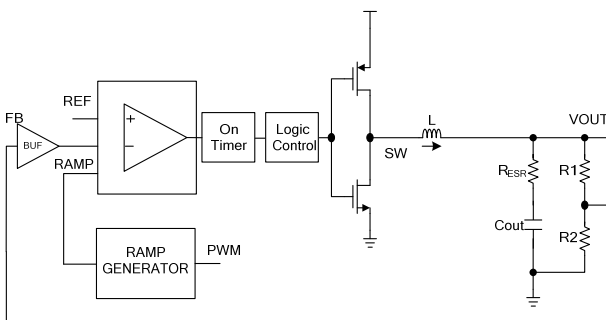 FB
BUF
REF
RAMP
+
−
On
Timer
Logic
Control
RAMP
GENERATOR
PWM
SW
L
VOUT
RESR
R1
Cout
R2